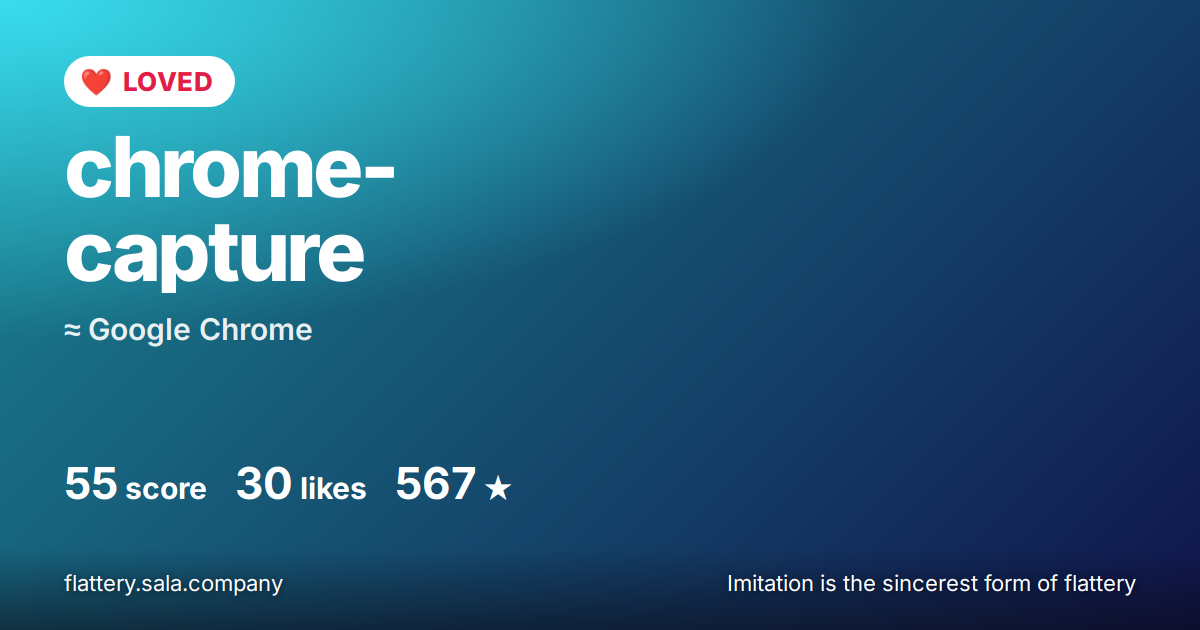 ❤️ LOVED
chrome-
capture
≈ Google Chrome
55 score 30 likes 567 ★
flattery.sala.company
Imitation is the sincerest form of flattery